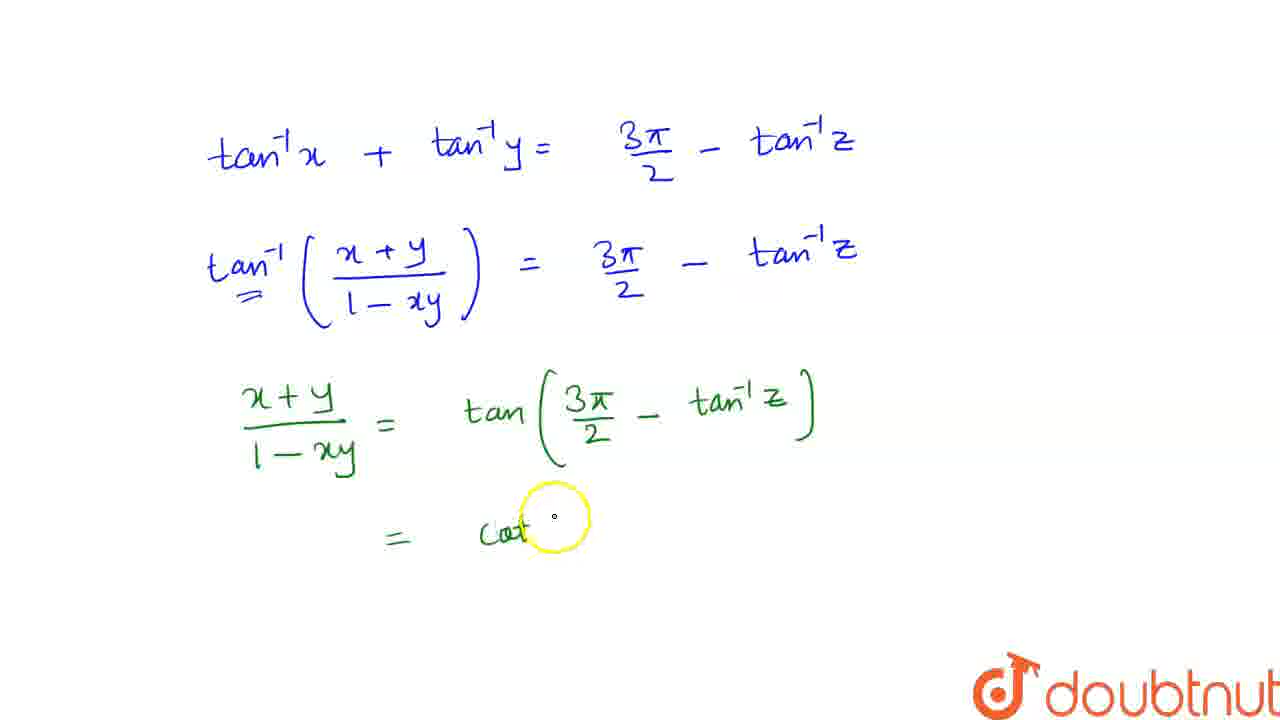 tan⁻¹x + tan⁻¹y = 3π/2 − tan⁻¹z
tan⁻¹((x + y)/(1 − xy)) = 3π/2 − tan⁻¹z
(x + y)/(1 − xy) = tan(3π/2 − tan⁻¹z)
= cot
doubtnut